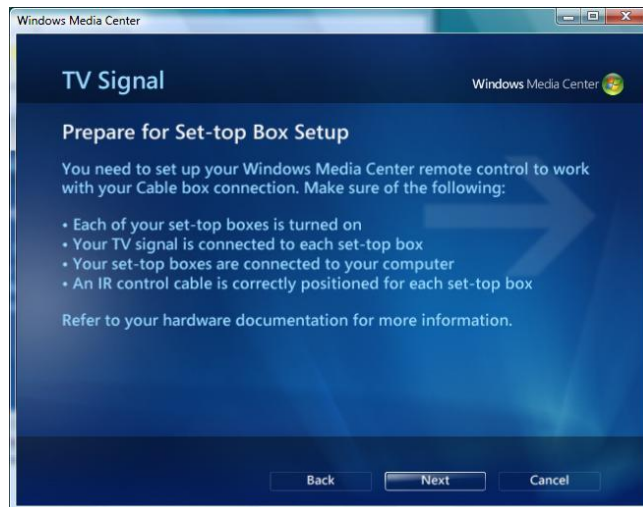 Windows Media Center
TV Signal
Windows Media Center
Prepare for Set-top Box Setup
You need to set up your Windows Media Center remote control to work
with your Cable box connection. Make sure of the following:
• Each of your set-top boxes is turned on
• Your TV signal is connected to each set-top box
• Your set-top boxes are connected to your computer
• An IR control cable is correctly positioned for each set-top box
Refer to your hardware documentation for more information.
Back Next Cancel